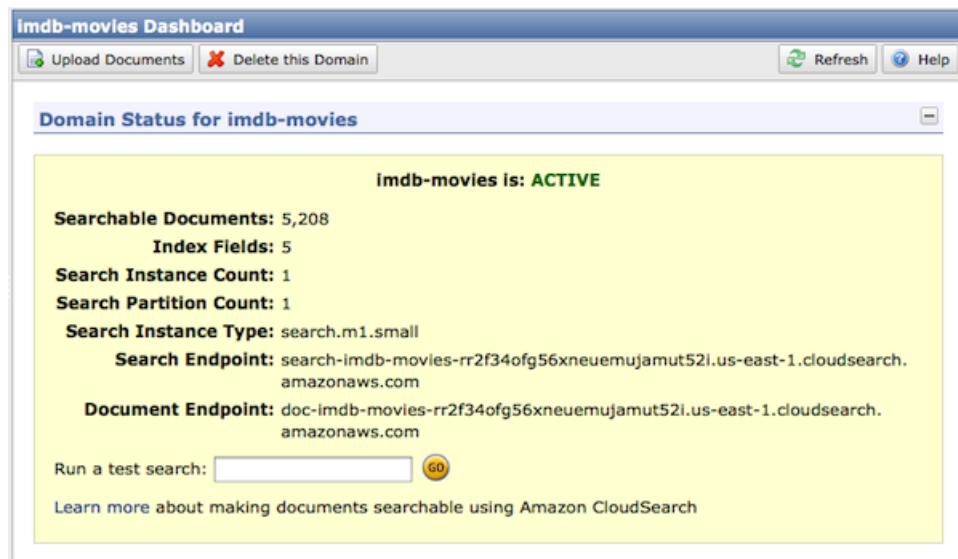 imdb-movies Dashboard
Upload Documents Delete this Domain Refresh Help
Domain Status for imdb-movies
imdb-movies is: ACTIVE
Searchable Documents: 5,208
Index Fields: 5
Search Instance Count: 1
Search Partition Count: 1
Search Instance Type: search.m1.small
Search Endpoint: search-imdb-movies-rr2f34ofg56xneuemujamut52i.us-east-1.cloudsearch.
amazonaws.com
Document Endpoint: doc-imdb-movies-rr2f34ofg56xneuemujamut52i.us-east-1.cloudsearch.
amazonaws.com
Run a test search: GO
Learn more about making documents searchable using Amazon CloudSearch